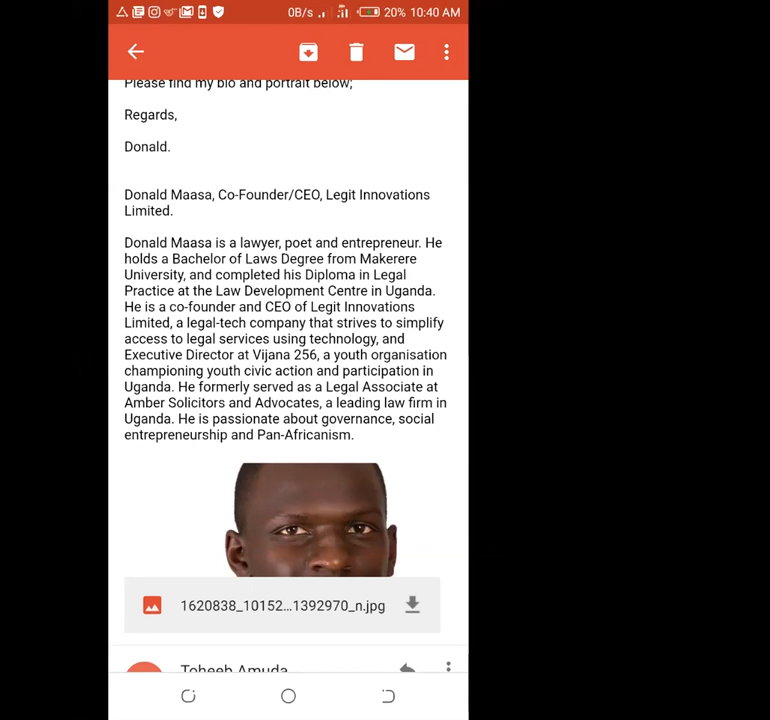 0B/s 20% 10:40 AM
Please find my bio and portrait below;
Regards,
Donald.
Donald Maasa, Co-Founder/CEO, Legit Innovations
Limited.
Donald Maasa is a lawyer, poet and entrepreneur. He
holds a Bachelor of Laws Degree from Makerere
University, and completed his Diploma in Legal
Practice at the Law Development Centre in Uganda.
He is a co-founder and CEO of Legit Innovations
Limited, a legal-tech company that strives to simplify
access to legal services using technology, and
Executive Director at Vijana 256, a youth organisation
championing youth civic action and participation in
Uganda. He formerly served as a Legal Associate at
Amber Solicitors and Advocates, a leading law firm in
Uganda. He is passionate about governance, social
entrepreneurship and Pan-Africanism.
1620838_10152...1392970_n.jpg
Toheeb Amuda